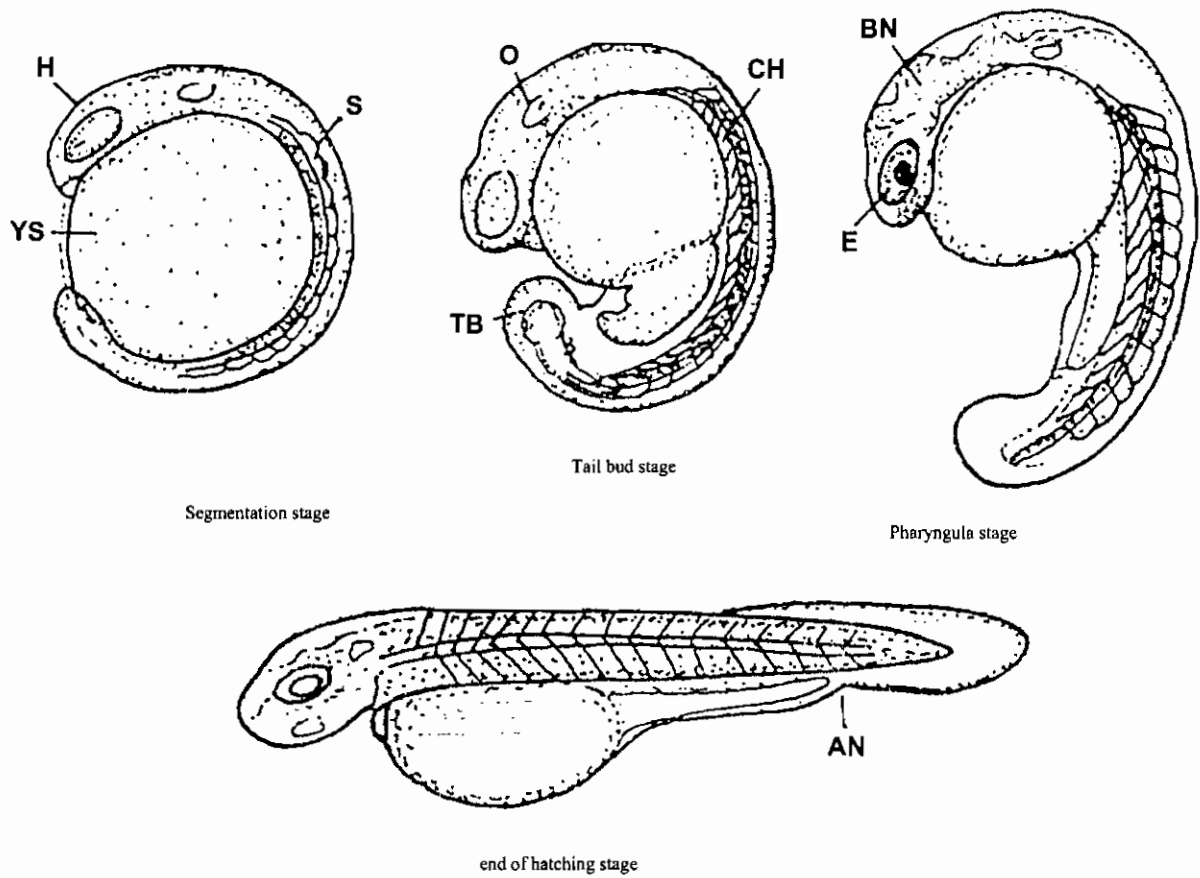 H
S
YS
O
CH
TB
BN
E
Tail bud stage
Segmentation stage
Pharyngula stage
AN
end of hatching stage